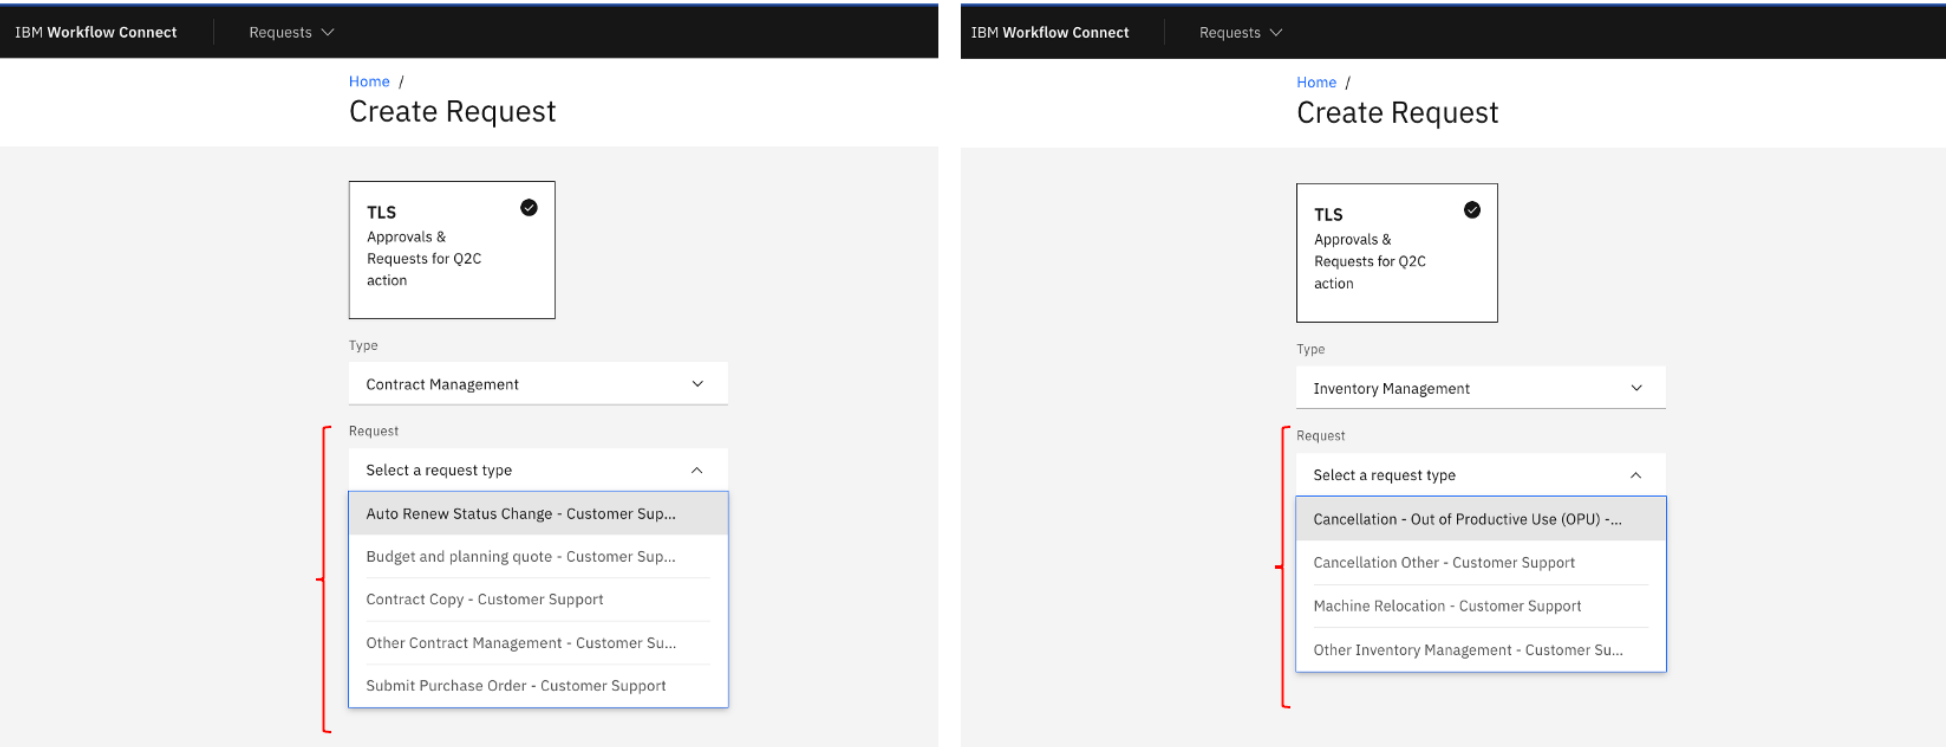 IBM Workflow Connect
Requests
Home /
Create Request
TLS
Approvals &
Requests for Q2C
action
Type
Contract Management
Request
Select a request type
Auto Renew Status Change - Customer Sup...
Budget and planning quote - Customer Sup...
Contract Copy - Customer Support
Other Contract Management - Customer Su...
Submit Purchase Order - Customer Support
IBM Workflow Connect
Requests
Home /
Create Request
TLS
Approvals &
Requests for Q2C
action
Type
Inventory Management
Request
Select a request type
Cancellation - Out of Productive Use (OPU) -...
Cancellation Other - Customer Support
Machine Relocation - Customer Support
Other Inventory Management - Customer Su...